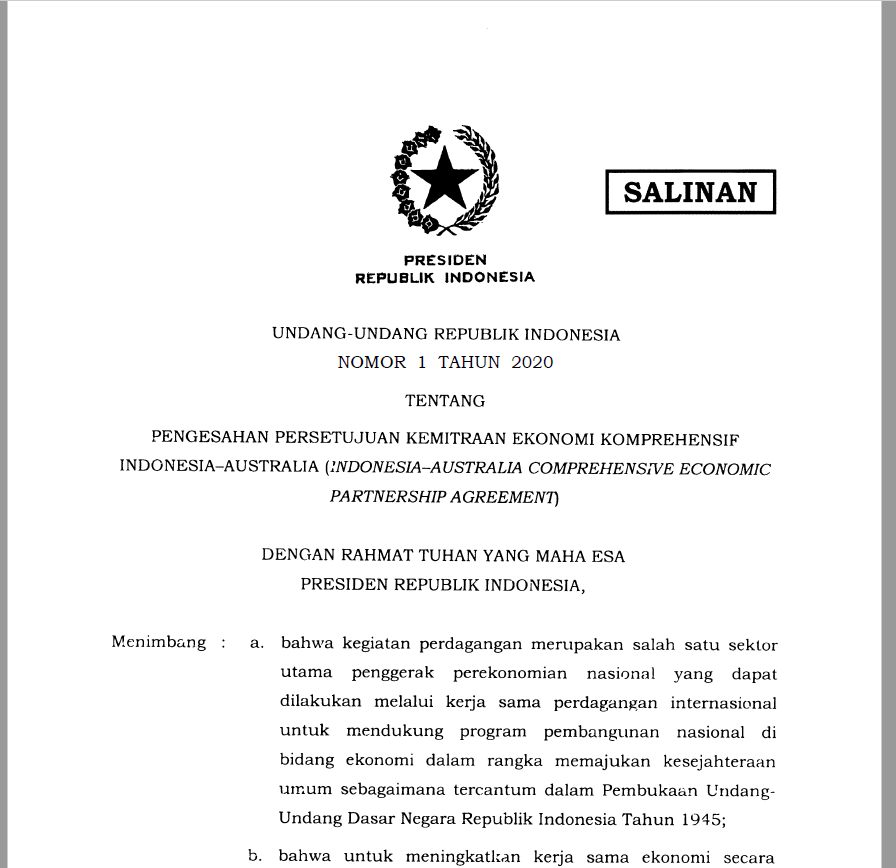 SALINAN
PRESIDEN
REPUBLIK INDONESIA
UNDANG-UNDANG REPUBLIK INDONESIA
NOMOR 1 TAHUN 2020
TENTANG
PENGESAHAN PERSETUJUAN KEMITRAAN EKONOMI KOMPREHENSIF
INDONESIA–AUSTRALIA (INDONESIA–AUSTRALIA COMPREHENSIVE ECONOMIC
PARTNERSHIP AGREEMENT)
DENGAN RAHMAT TUHAN YANG MAHA ESA
PRESIDEN REPUBLIK INDONESIA,
Menimbang : a. bahwa kegiatan perdagangan merupakan salah satu sektor
utama penggerak perekonomian nasional yang dapat
dilakukan melalui kerja sama perdagangan internasional
untuk mendukung program pembangunan nasional di
bidang ekonomi dalam rangka memajukan kesejahteraan
umum sebagaimana tercantum dalam Pembukaan Undang-
Undang Dasar Negara Republik Indonesia Tahun 1945;
b. bahwa untuk meningkatkan kerja sama ekonomi secara